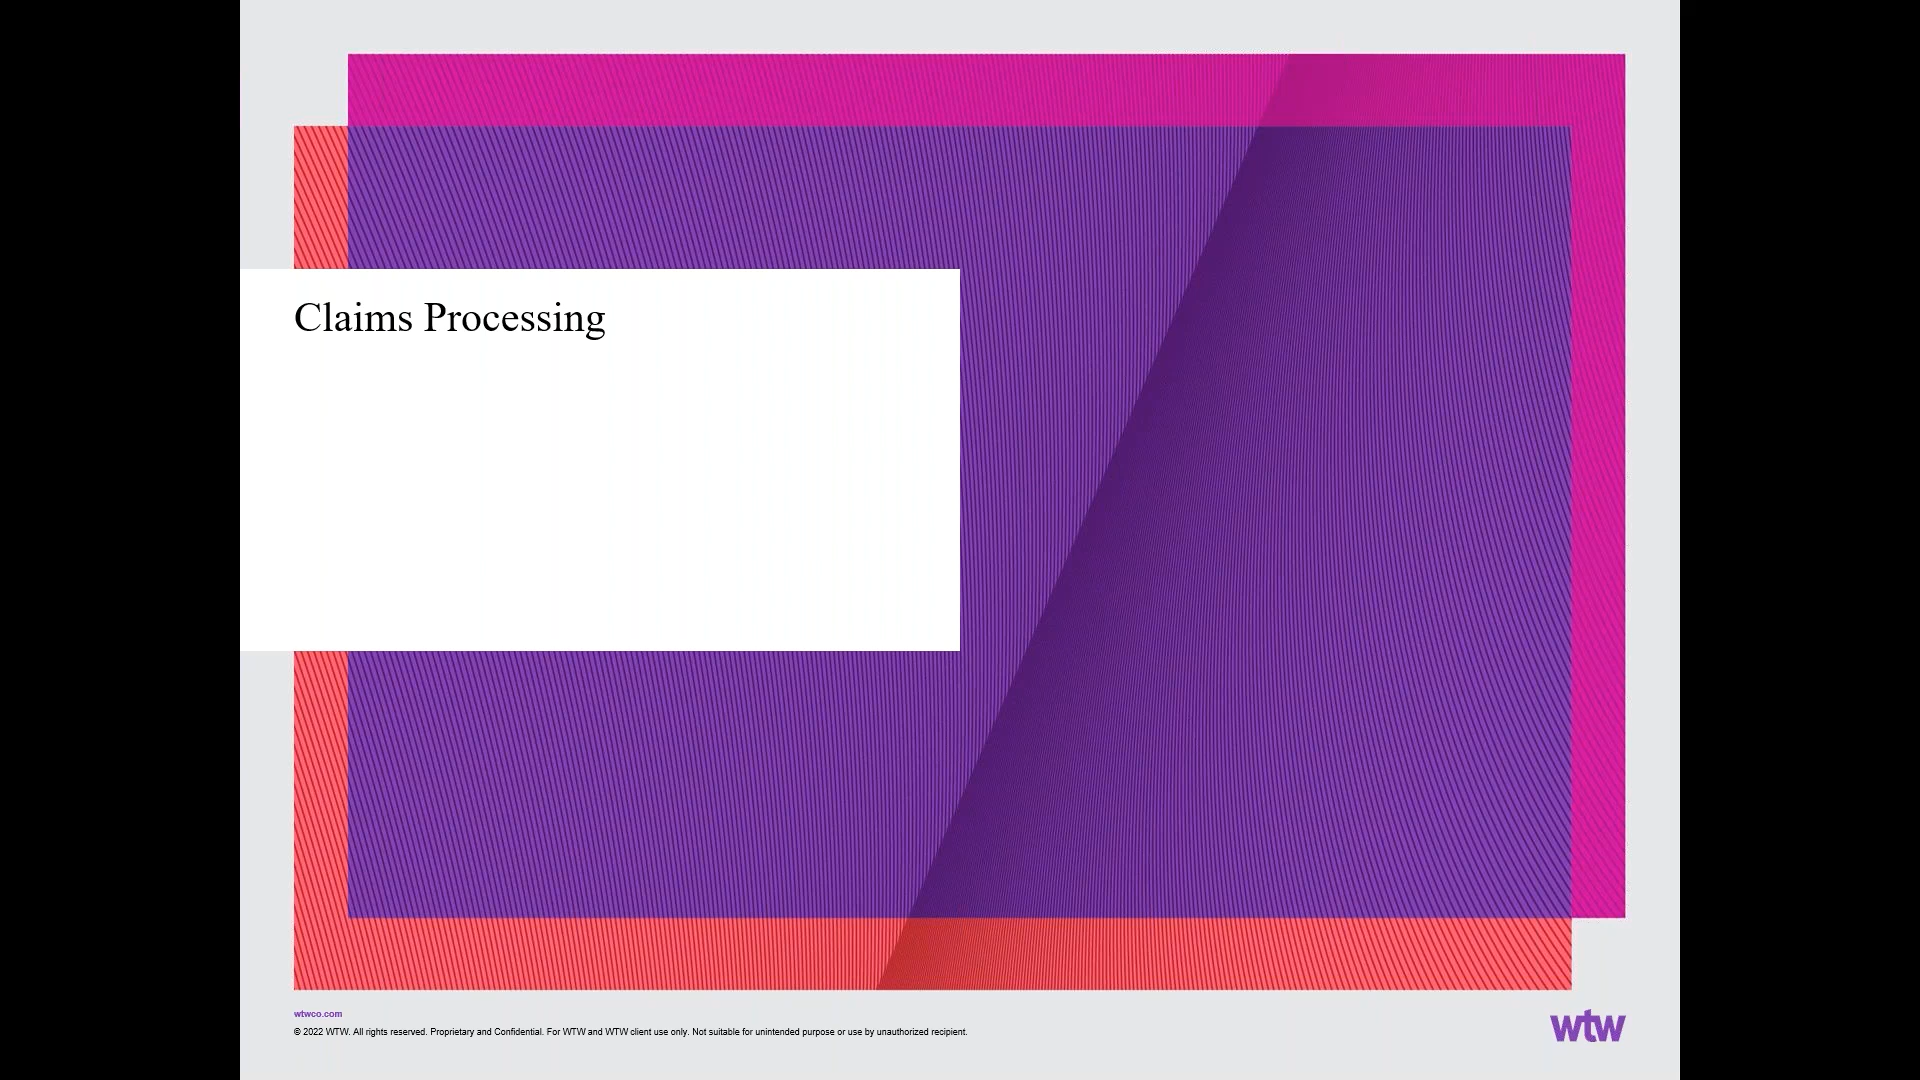 Claims Processing
wtwco.com
© 2022 WTW. All rights reserved. Proprietary and Confidential. For WTW and WTW client use only. Not suitable for unintended purpose or use by unauthorized recipient.
wtw